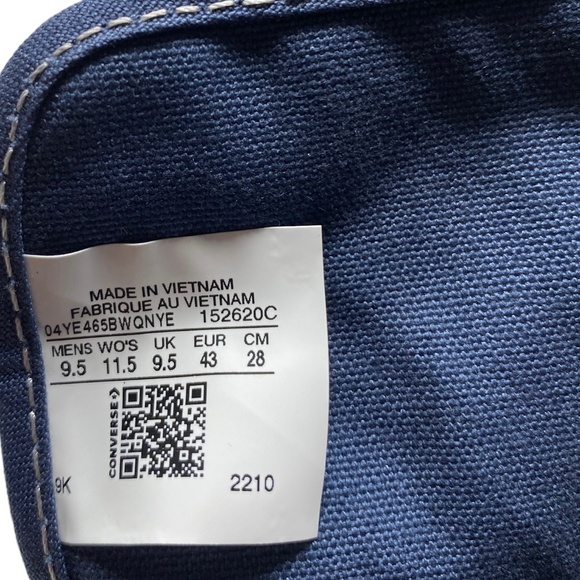 MADE IN VIETNAM
FABRIQUE AU VIETNAM
04YE465BWQNYE 152620C
MENS WO'S UK EUR CM
9.5 11.5 9.5 43 28
CONVERSE
9K 2210